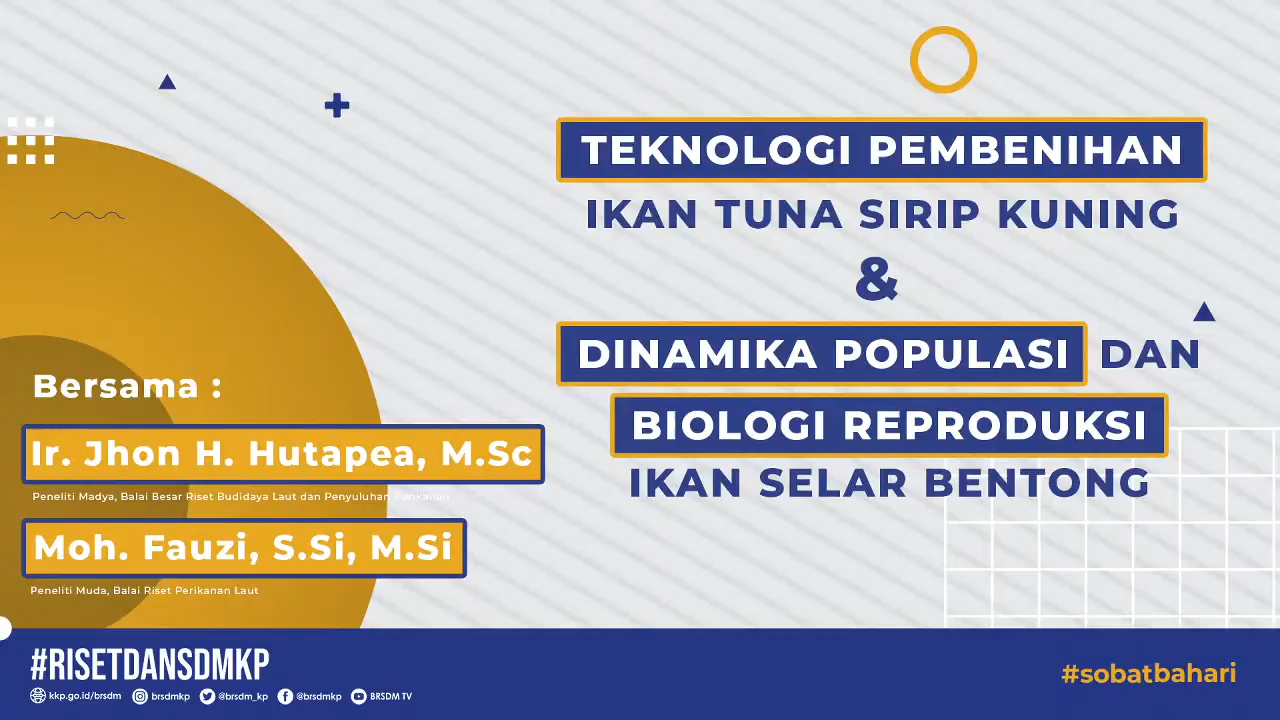 TEKNOLOGI PEMBENIHAN
IKAN TUNA SIRIP KUNING
&
DINAMIKA POPULASI DAN
BIOLOGI REPRODUKSI
IKAN SELAR BENTONG
Bersama :
Ir. Jhon H. Hutapea, M.Sc
Peneliti Madya, Balai Besar Riset Budidaya Laut dan Penyuluhan Perikanan
Moh. Fauzi, S.Si, M.Si
Peneliti Muda, Balai Riset Perikanan Laut
#RISETDANSDMKP
kkp.go.id/brsdm brsdmkp @brsdm_kp @brsdmkp BRSDM TV
#sobatbahari